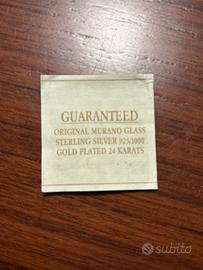 GUARANTEED
ORIGINAL MURANO GLASS
STERLING SILVER 925/1000
GOLD PLATED 24 KARATS
subito